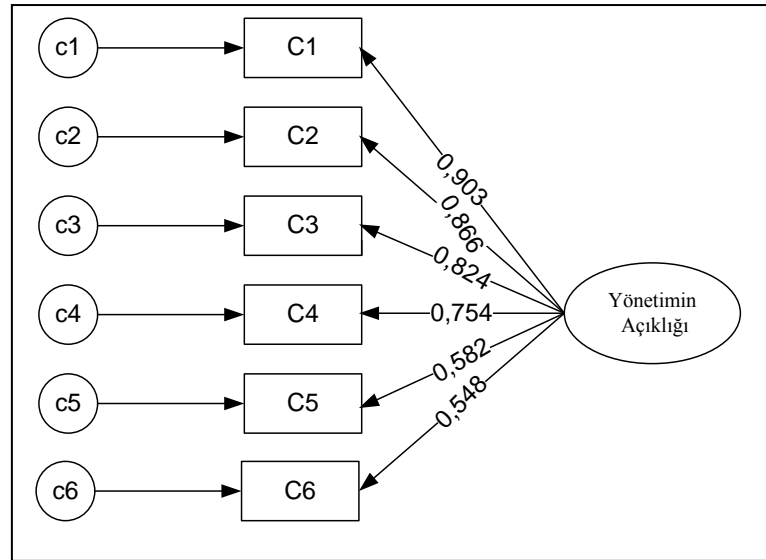 c1
C1
c2
C2
c3
C3
c4
C4
c5
C5
c6
C6
0,903
0,866
0,824
0,754
0,582
0,548
Yönetimin
Açıklığı